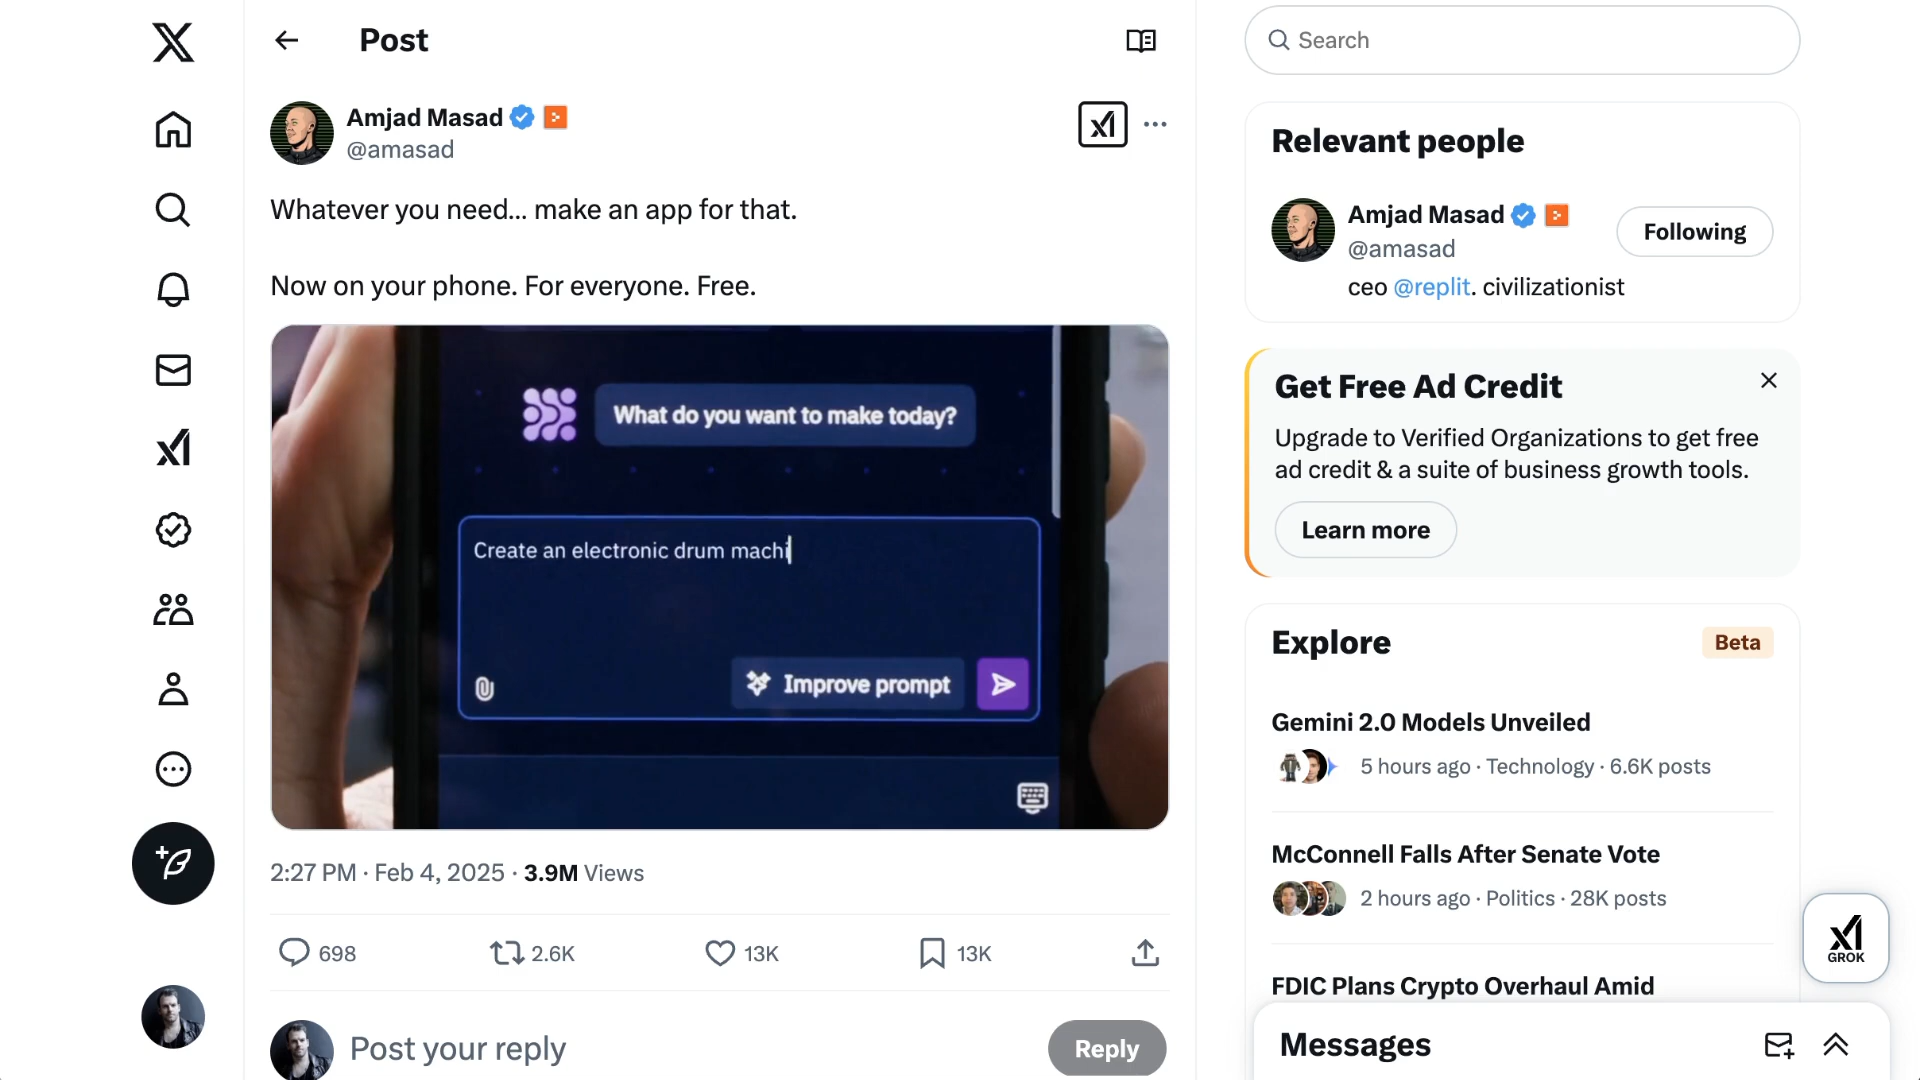 Post
Search
Amjad Masad
@amasad
Whatever you need... make an app for that.
Now on your phone. For everyone. Free.
What do you want to make today?
Create an electronic drum machi
Improve prompt
2:27 PM · Feb 4, 2025 · 3.9M Views
698
2.6K
13K
13K
Post your reply
Reply
Relevant people
Amjad Masad
@amasad
Following
ceo @replit. civilizationist
Get Free Ad Credit
Upgrade to Verified Organizations to get free
ad credit & a suite of business growth tools.
Learn more
Explore
Beta
Gemini 2.0 Models Unveiled
5 hours ago · Technology · 6.6K posts
McConnell Falls After Senate Vote
2 hours ago · Politics · 28K posts
FDIC Plans Crypto Overhaul Amid
GROK
Messages